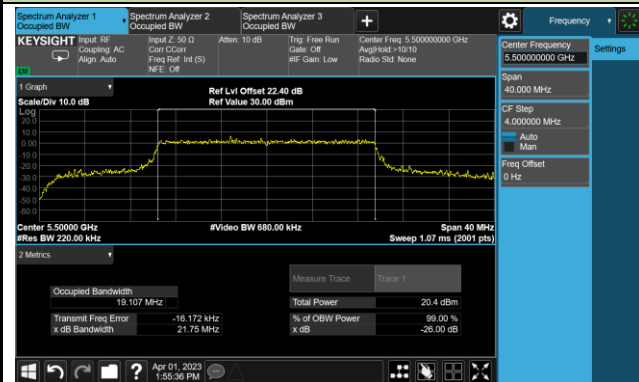 Spectrum Analyzer 1
Occupied BW
Spectrum Analyzer 2
Occupied BW
Spectrum Analyzer 3
Occupied BW
+
Frequency
KEYSIGHT
Input: RF
Coupling: AC
Align: Auto
Input Z: 50 Ω
Corr CCorr
Freq Ref: Int (S)
NFE: Off
Atten: 10 dB
Trig: Free Run
Gate: Off
#IF Gain: Low
Center Freq: 5.500000000 GHz
Avg|Hold:>10/10
Radio Std: None
LXI
Center Frequency
5.500000000 GHz
Settings
Span
40.000 MHz
CF Step
4.000000 MHz
Auto
Man
Freq Offset
0 Hz
1 Graph
Scale/Div 10.0 dB
Ref Lvl Offset 22.40 dB
Ref Value 30.00 dBm
Log
20.0
10.0
0.00
-10.0
-20.0
-30.0
-40.0
-50.0
-60.0
Center 5.50000 GHz
#Res BW 220.00 kHz
#Video BW 680.00 kHz
Span 40 MHz
Sweep 1.07 ms (2001 pts)
2 Metrics
Measure Trace
Trace 1
Occupied Bandwidth
19.107 MHz
Total Power
20.4 dBm
Transmit Freq Error
-16.172 kHz
% of OBW Power
99.00 %
x dB Bandwidth
21.75 MHz
x dB
-26.00 dB
?
Apr 01, 2023
1:55:36 PM